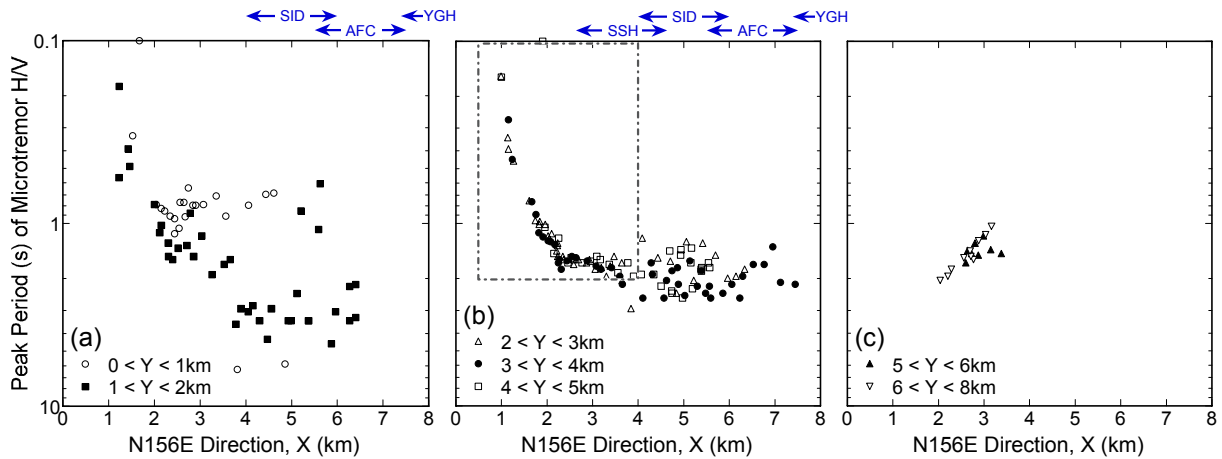 SID YGH
AFC
SID YGH
SSH AFC
Peak Period (s) of Microtremor H/V
0.1
1
10
(a)
0 < Y < 1km
1 < Y < 2km
0 1 2 3 4 5 6 7 8
N156E Direction, X (km)
(b)
2 < Y < 3km
3 < Y < 4km
4 < Y < 5km
0 1 2 3 4 5 6 7 8
N156E Direction, X (km)
(c)
5 < Y < 6km
6 < Y < 8km
0 1 2 3 4 5 6 7 8
N156E Direction, X (km)